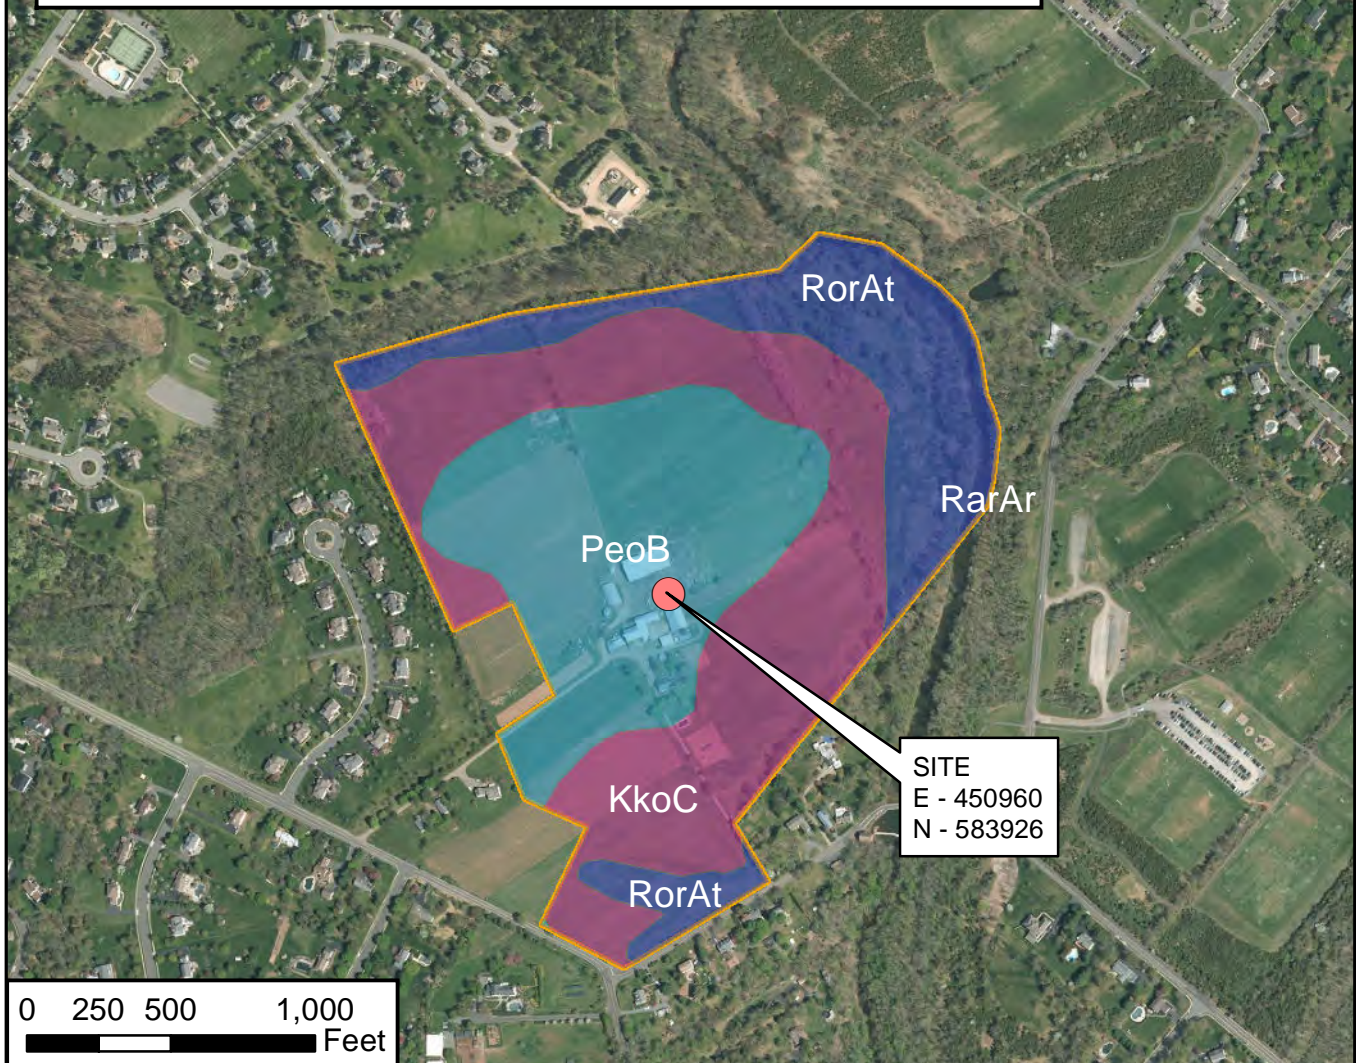 RorAt
RarAr
PeoB
SITE
E - 450960
N - 583926
KkoC
RorAt
0 250 500 1,000
Feet